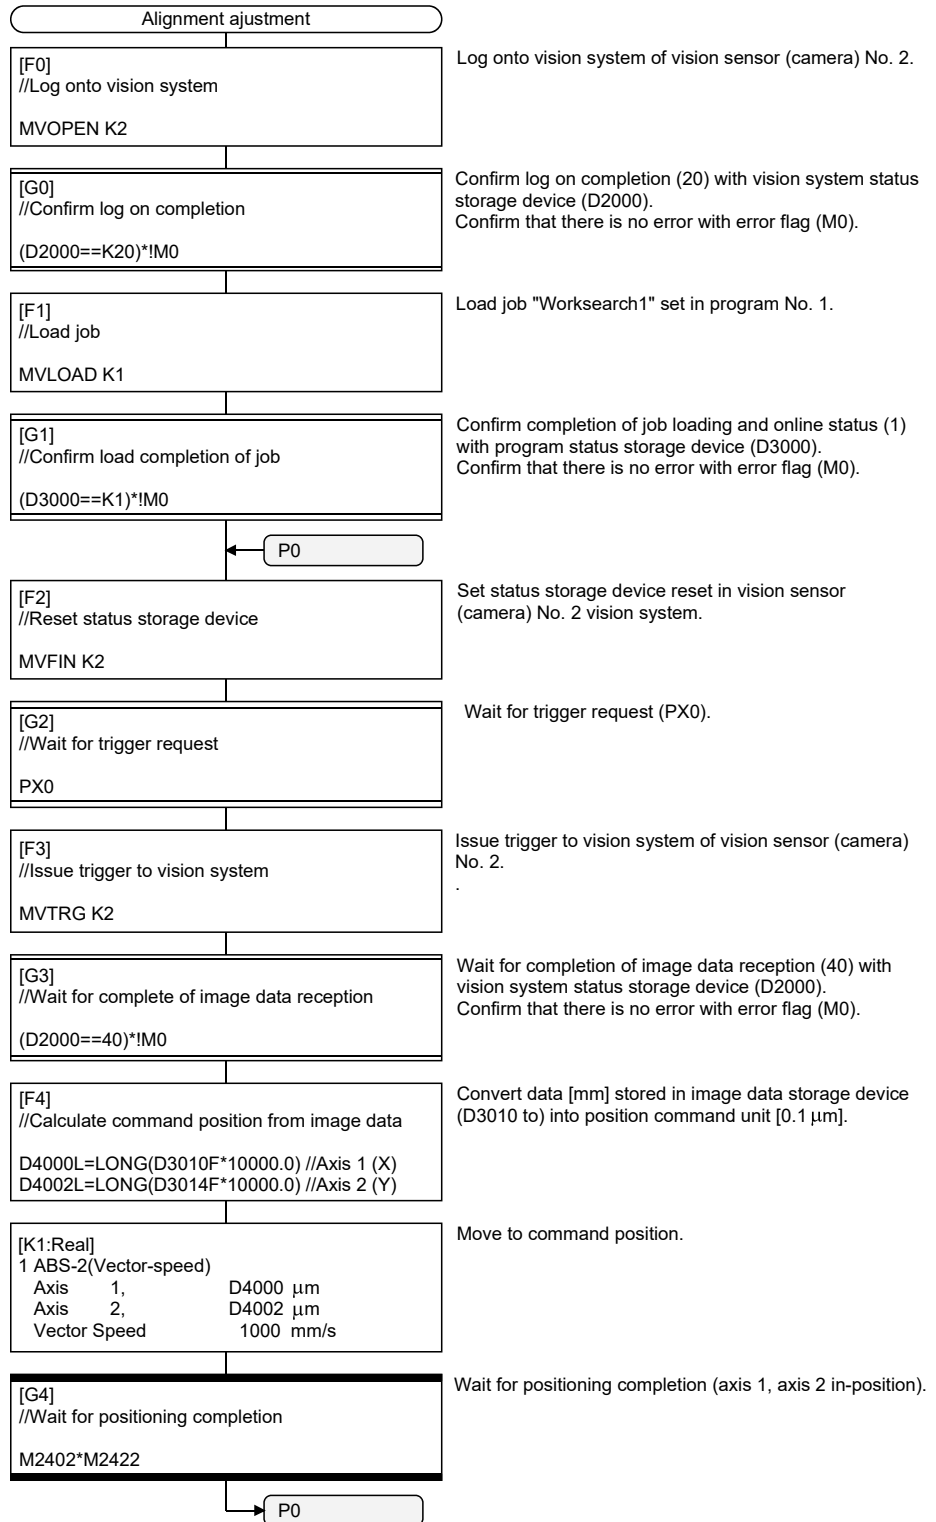 Alignment ajustment
[F0]
//Log onto vision system
MVOPEN K2
Log onto vision system of vision sensor (camera) No. 2.
[G0]
//Confirm log on completion
(D2000==K20)*!M0
Confirm log on completion (20) with vision system status
storage device (D2000).
Confirm that there is no error with error flag (M0).
[F1]
//Load job
MVLOAD K1
Load job "Worksearch1" set in program No. 1.
[G1]
//Confirm load completion of job
(D3000==K1)*!M0
Confirm completion of job loading and online status (1)
with program status storage device (D3000).
Confirm that there is no error with error flag (M0).
P0
[F2]
//Reset status storage device
MVFIN K2
Set status storage device reset in vision sensor
(camera) No. 2 vision system.
[G2]
//Wait for trigger request
PX0
Wait for trigger request (PX0).
[F3]
//Issue trigger to vision system
MVTRG K2
Issue trigger to vision system of vision sensor (camera)
No. 2.
.
[G3]
//Wait for complete of image data reception
(D2000==40)*!M0
Wait for completion of image data reception (40) with
vision system status storage device (D2000).
Confirm that there is no error with error flag (M0).
[F4]
//Calculate command position from image data
D4000L=LONG(D3010F*10000.0) //Axis 1 (X)
D4002L=LONG(D3014F*10000.0) //Axis 2 (Y)
Convert data [mm] stored in image data storage device
(D3010 to) into position command unit [0.1 μm].
[K1:Real]
1 ABS-2(Vector-speed)
Axis 1, D4000 μm
Axis 2, D4002 μm
Vector Speed 1000 mm/s
Move to command position.
[G4]
//Wait for positioning completion
M2402*M2422
Wait for positioning completion (axis 1, axis 2 in-position).
P0